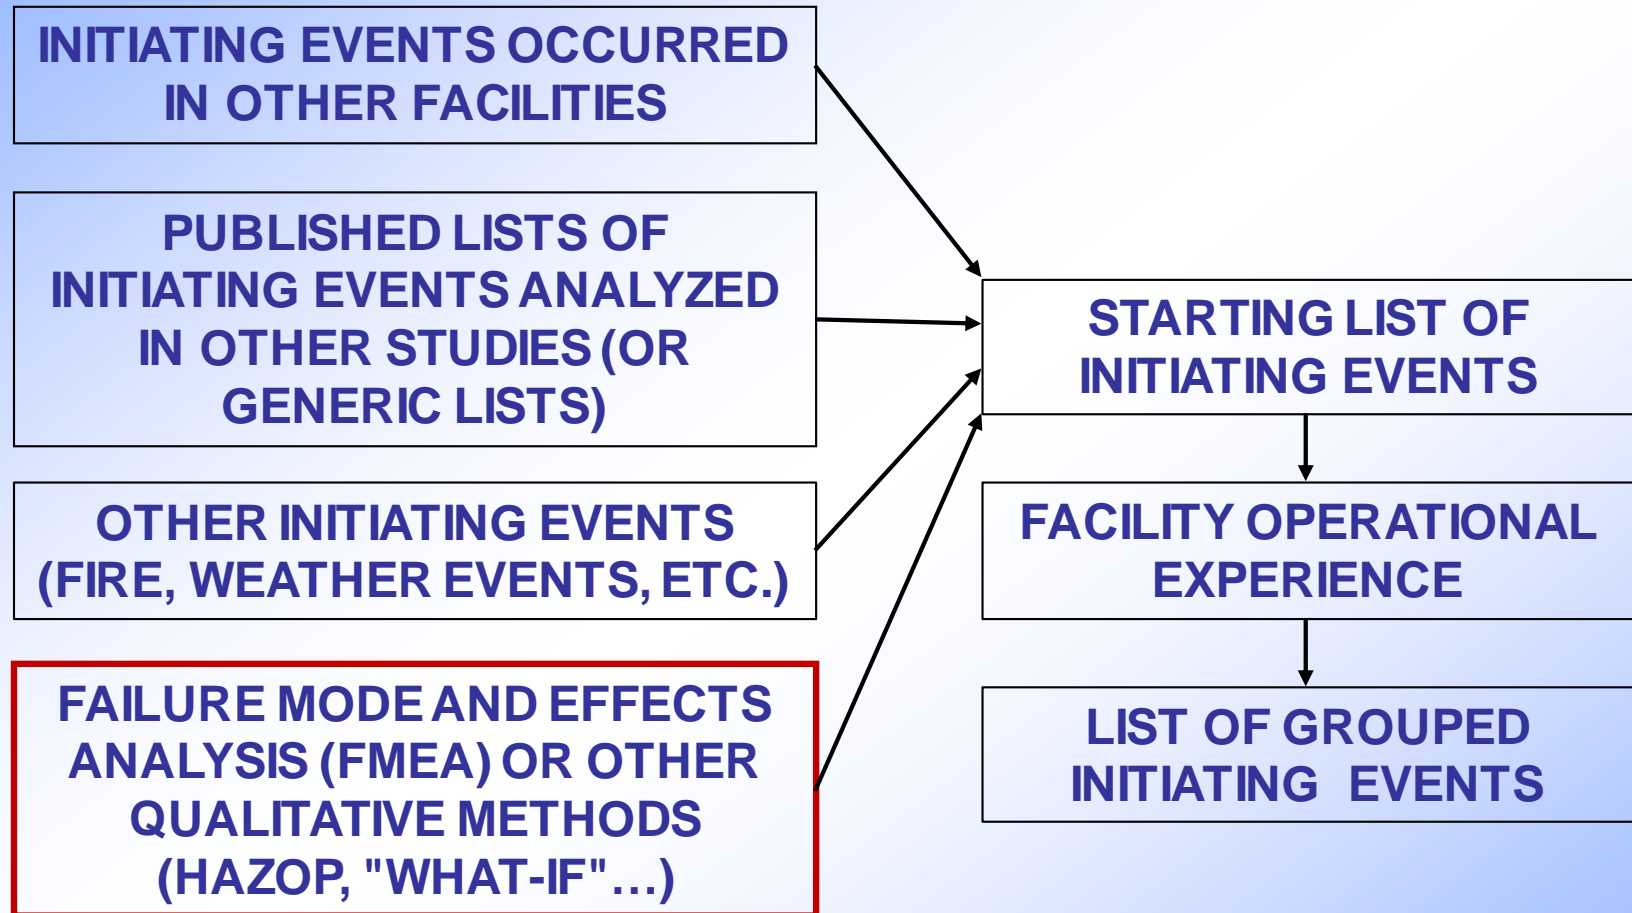 INITIATING EVENTS OCCURRED
IN OTHER FACILITIES
PUBLISHED LISTS OF
INITIATING EVENTS ANALYZED
IN OTHER STUDIES (OR
GENERIC LISTS)
OTHER INITIATING EVENTS
(FIRE, WEATHER EVENTS, ETC.)
FAILURE MODE AND EFFECTS
ANALYSIS (FMEA) OR OTHER
QUALITATIVE METHODS
(HAZOP, "WHAT-IF"…)
STARTING LIST OF
INITIATING EVENTS
FACILITY OPERATIONAL
EXPERIENCE
LIST OF GROUPED
INITIATING EVENTS